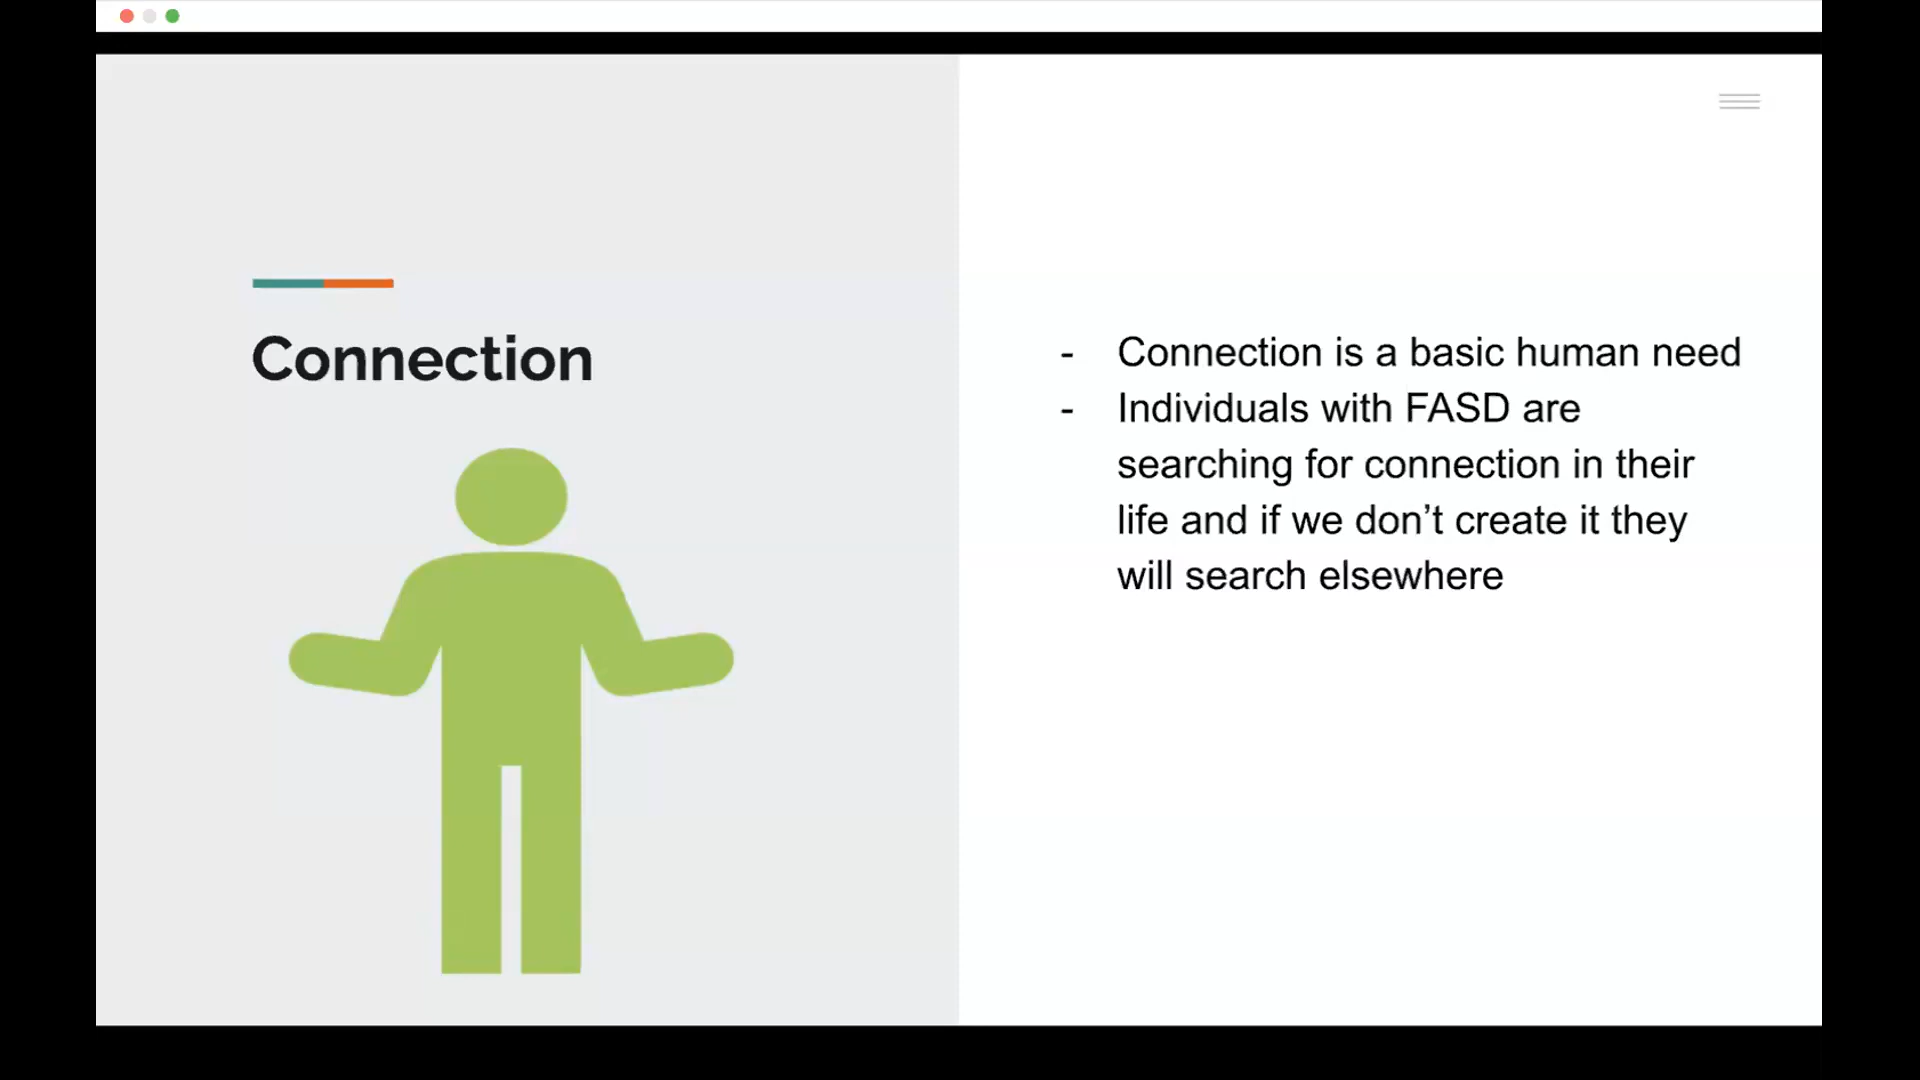 Connection
- Connection is a basic human need
- Individuals with FASD are
searching for connection in their
life and if we don’t create it they
will search elsewhere